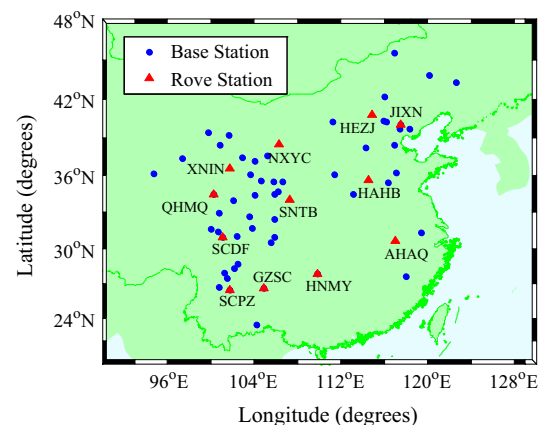 48°N
42°N
36°N
30°N
24°N
Latitude (degrees)
Base Station
Rove Station
JIXN
HEZJ
NXYC
XNIN
HAHB
QHMQ
SNTB
SCDF
AHAQ
GZSC
HNMY
SCPZ
96°E
104°E
112°E
120°E
128°E
Longitude (degrees)